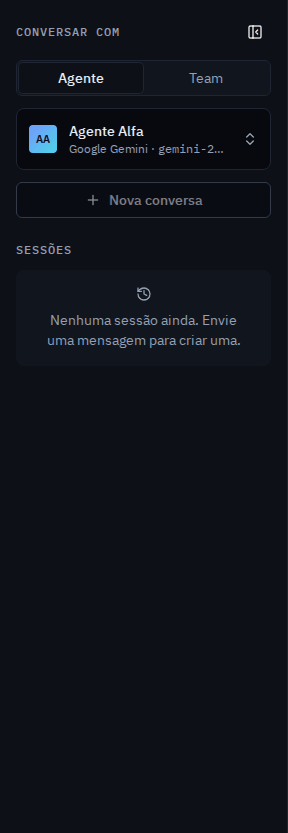 CONVERSAR COM
Agente
Team
AA
Agente Alfa
Google Gemini · gemini-2…
Nova conversa
SESSÕES
Nenhuma sessão ainda. Envie
uma mensagem para criar uma.